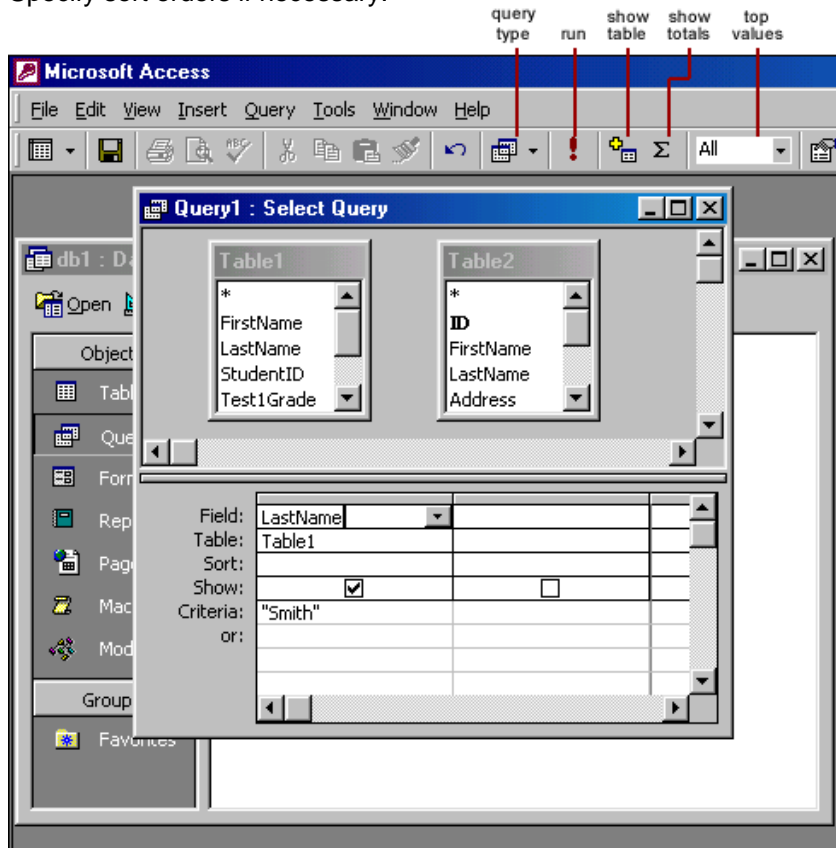 Specify sort orders if necessary.
query type run show table show totals top values
Microsoft Access
File Edit View Insert Query Tools Window Help
ABC All
Query1 : Select Query
db1 : Da
Table1 Table2
Open
* *
FirstName ID
LastName FirstName
StudentID LastName
Test1Grade Address
Object
Tabl
Que
Form
Rep
Page
Mac
Mod
Group
Favorites
Field: LastName
Table: Table1
Sort:
Show:
Criteria: "Smith"
or: